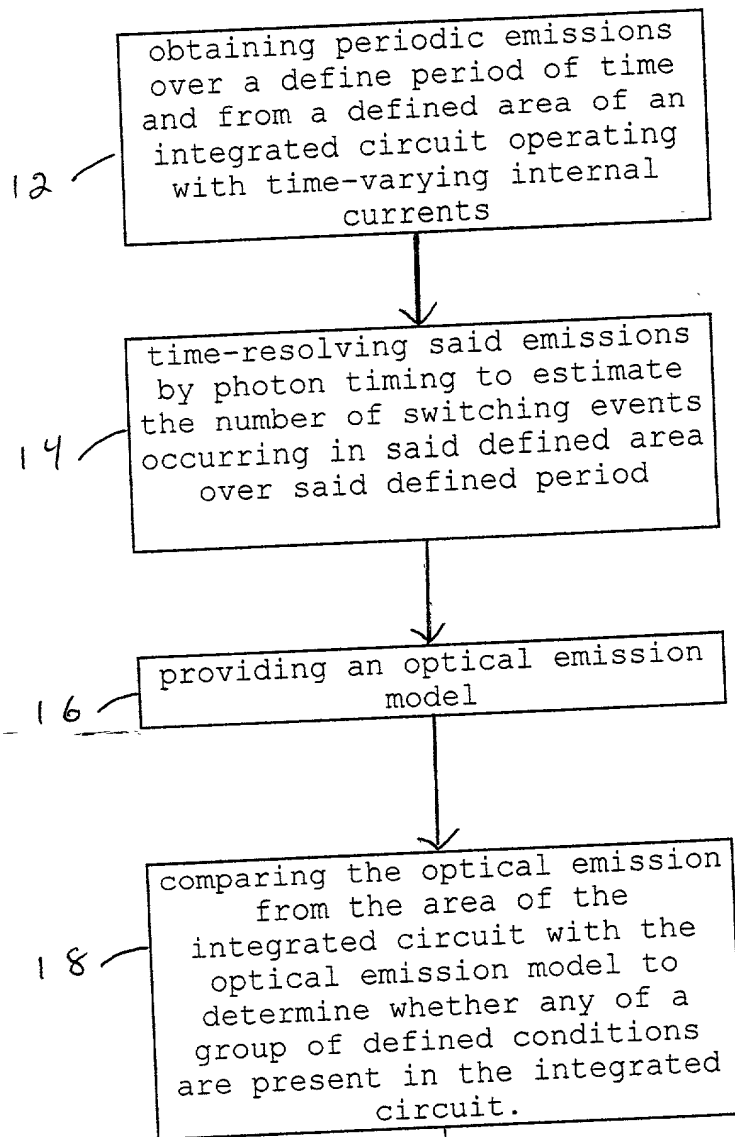 obtaining periodic emissions
over a define period of time
and from a defined area of an
integrated circuit operating
with time-varying internal
currents
12
time-resolving said emissions
by photon timing to estimate
the number of switching events
occurring in said defined area
over said defined period
14
providing an optical emission
model
16
comparing the optical emission
from the area of the
integrated circuit with the
optical emission model to
determine whether any of a
group of defined conditions
are present in the integrated
circuit.
18